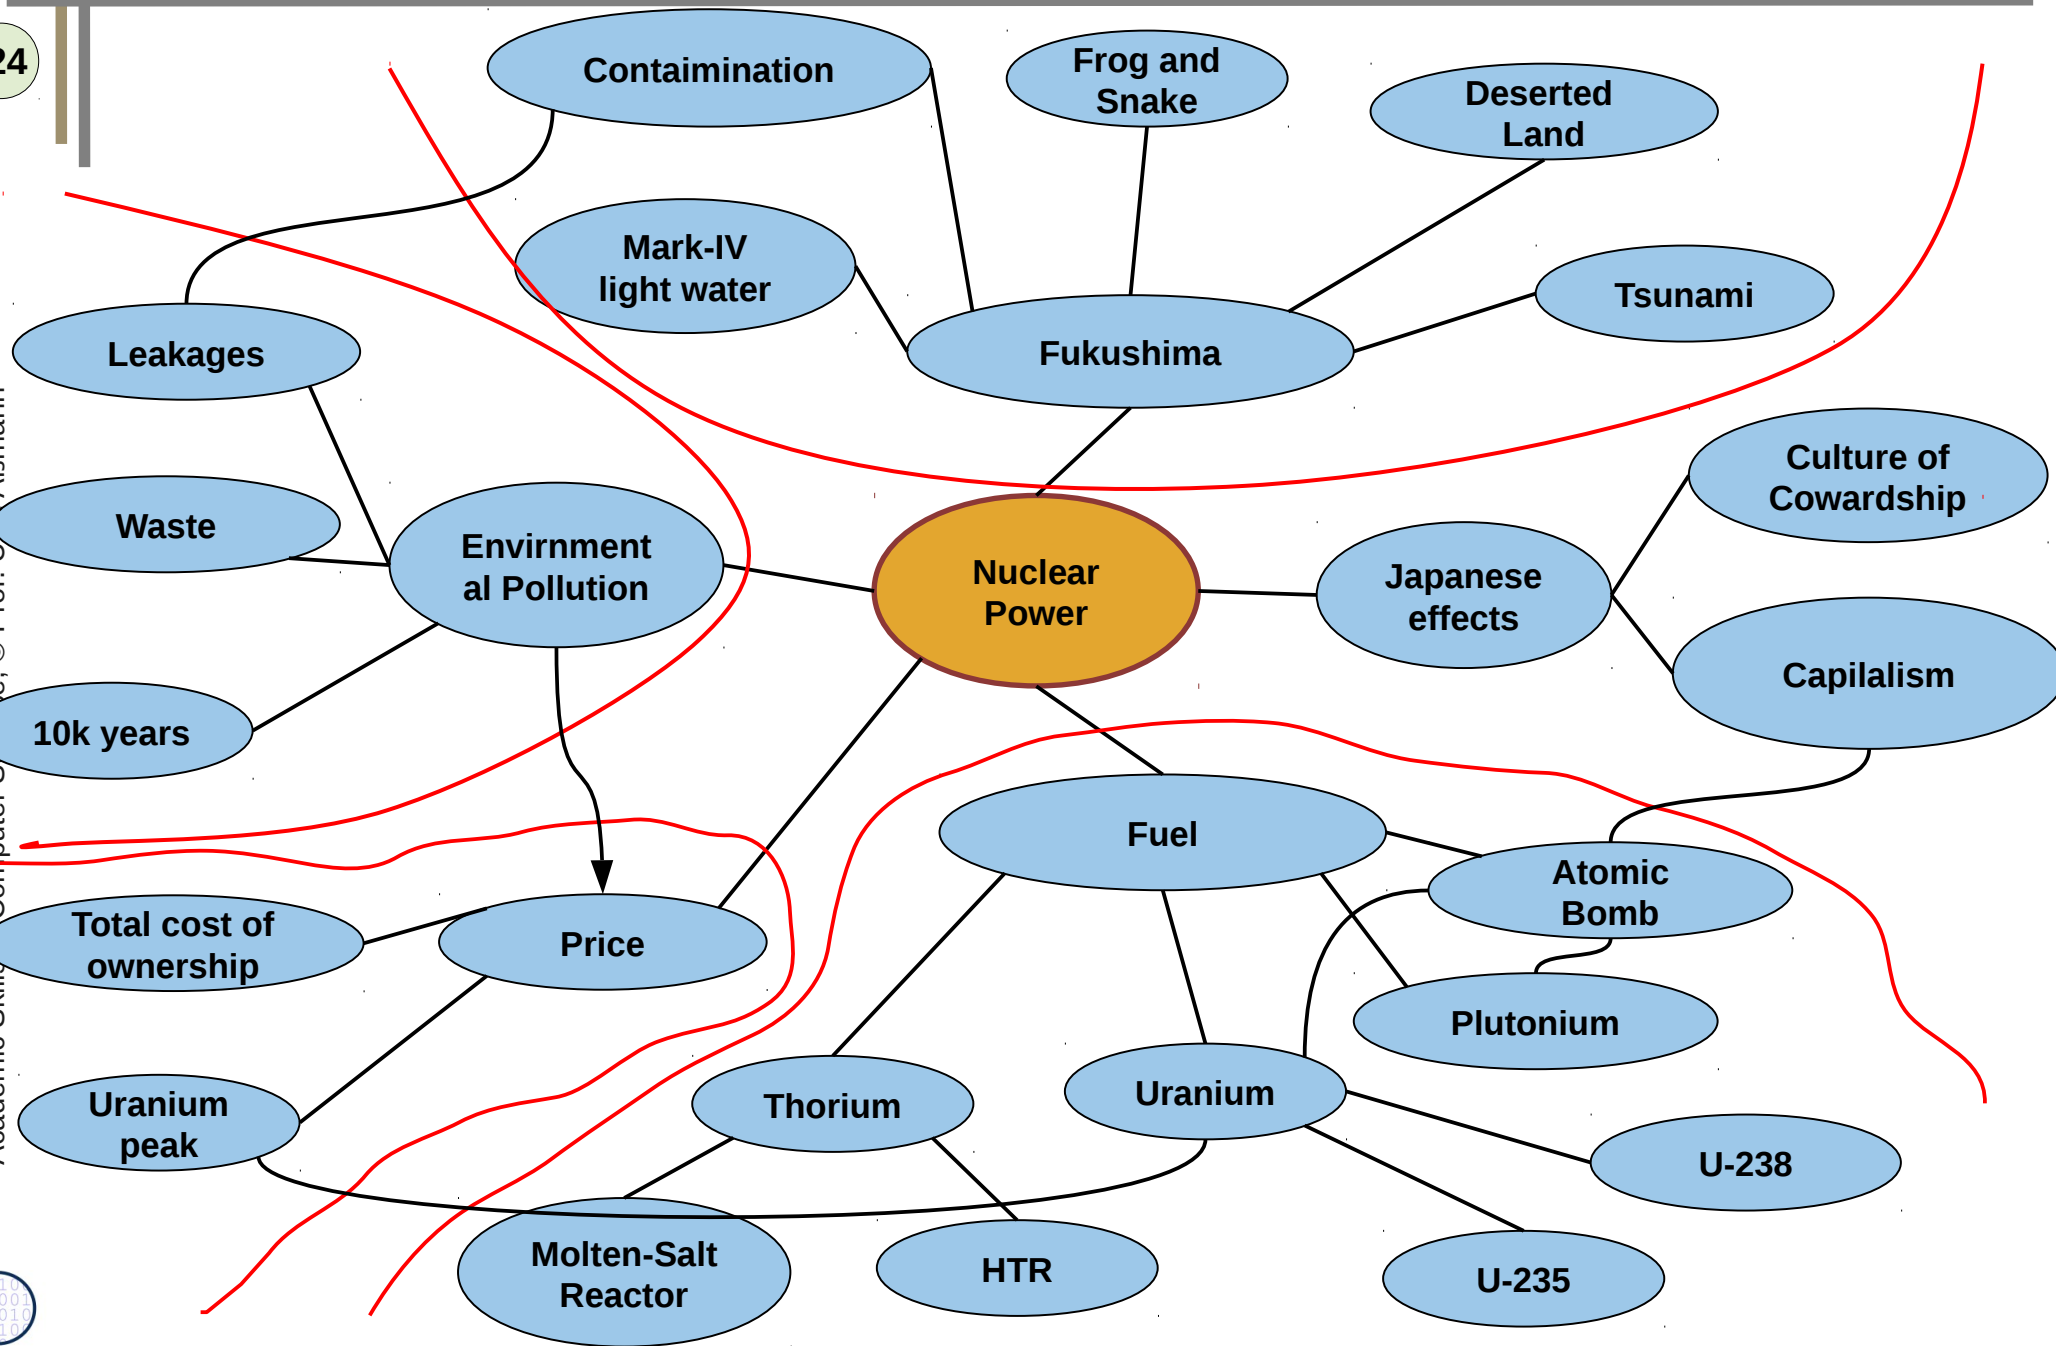 24
Contaimination
Frog and
Snake
Deserted
Land
Mark-IV
light water
Tsunami
Leakages
Fukushima
Culture of
Cowardship
Waste
Envirnment
al Pollution
Nuclear
Power
Japanese
effects
Capilalism
10k years
Fuel
Atomic
Bomb
Total cost of
ownership
Price
Plutonium
Uranium
peak
Thorium
Uranium
U-238
Molten-Salt
Reactor
HTR
U-235